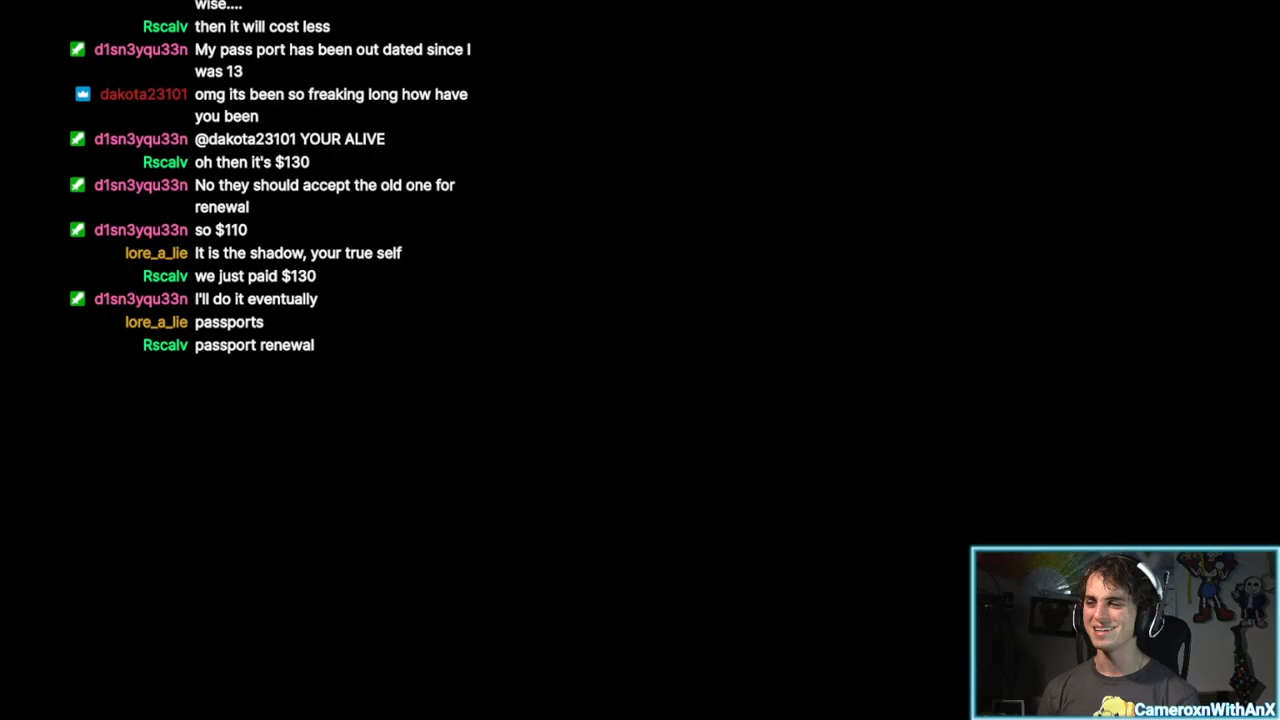 wise....
Rscalv then it will cost less
d1sn3yqu33n My pass port has been out dated since I
was 13
dakota23101 omg its been so freaking long how have
you been
d1sn3yqu33n @dakota23101 YOUR ALIVE
Rscalv oh then it's $130
d1sn3yqu33n No they should accept the old one for
renewal
d1sn3yqu33n so $110
lore_a_lie It is the shadow, your true self
Rscalv we just paid $130
d1sn3yqu33n I'll do it eventually
lore_a_lie passports
Rscalv passport renewal
CameroxnWithAnX